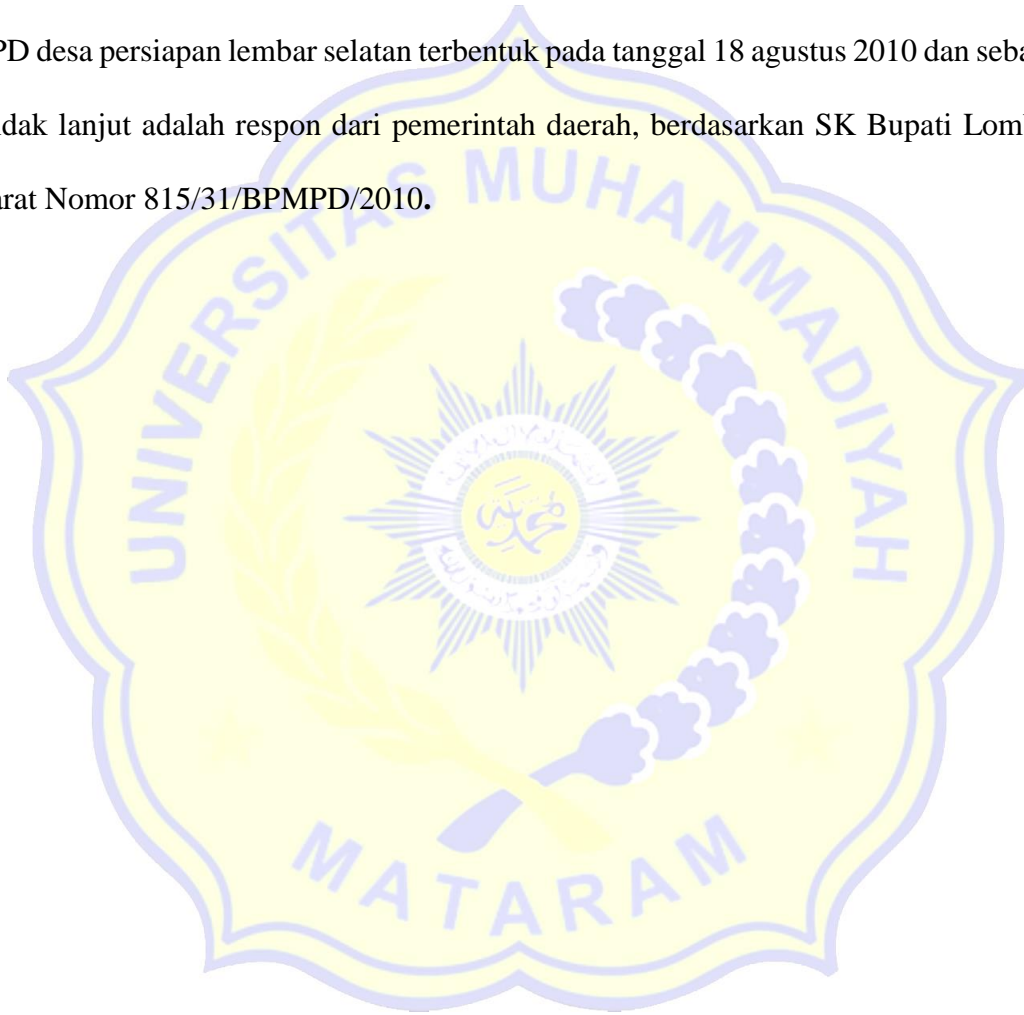 PD desa persiapan lembar selatan terbentuk pada tanggal 18 agustus 2010 dan seba
dak lanjut adalah respon dari pemerintah daerah, berdasarkan SK Bupati Lom
arat Nomor 815/31/BPMPD/2010.
UNIVERSITAS MUHAMMADIYAH
MATARAM